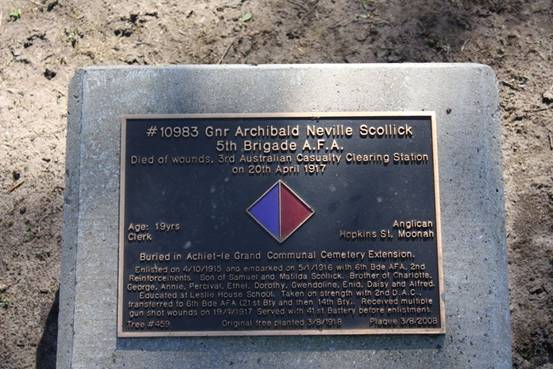 #10983 Gnr Archibald Neville Scollick
5th Brigade A.F.A.
Died of wounds, 3rd Australian Casualty Clearing Station
on 20th April 1917
Age: 19yrs
Clerk
Anglican
Hopkins St, Moonah
Buried in Achiet-le Grand Communal Cemetery Extension.
Enlisted on 4/10/1915 and embarked on 5/1/1916 with 6th Bde AFA, 2nd
Reinforcements. Son of Samuel and Matilda Scollick. Brother of Charlotte,
George, Annie, Percival, Ethel, Dorothy, Gwendoline, Enid, Daisy and Alfred.
Educated at Leslie House School. Taken on strength with 2nd D.A.C.
transferred to 6th Bde AFA (21st Bty and then 14th Bty). Received multiple
gun shot wounds on Served with 41st Battery before enlistment.
Tree #459 Original tree planted 3/8/1918 Plaque 3/8/2008